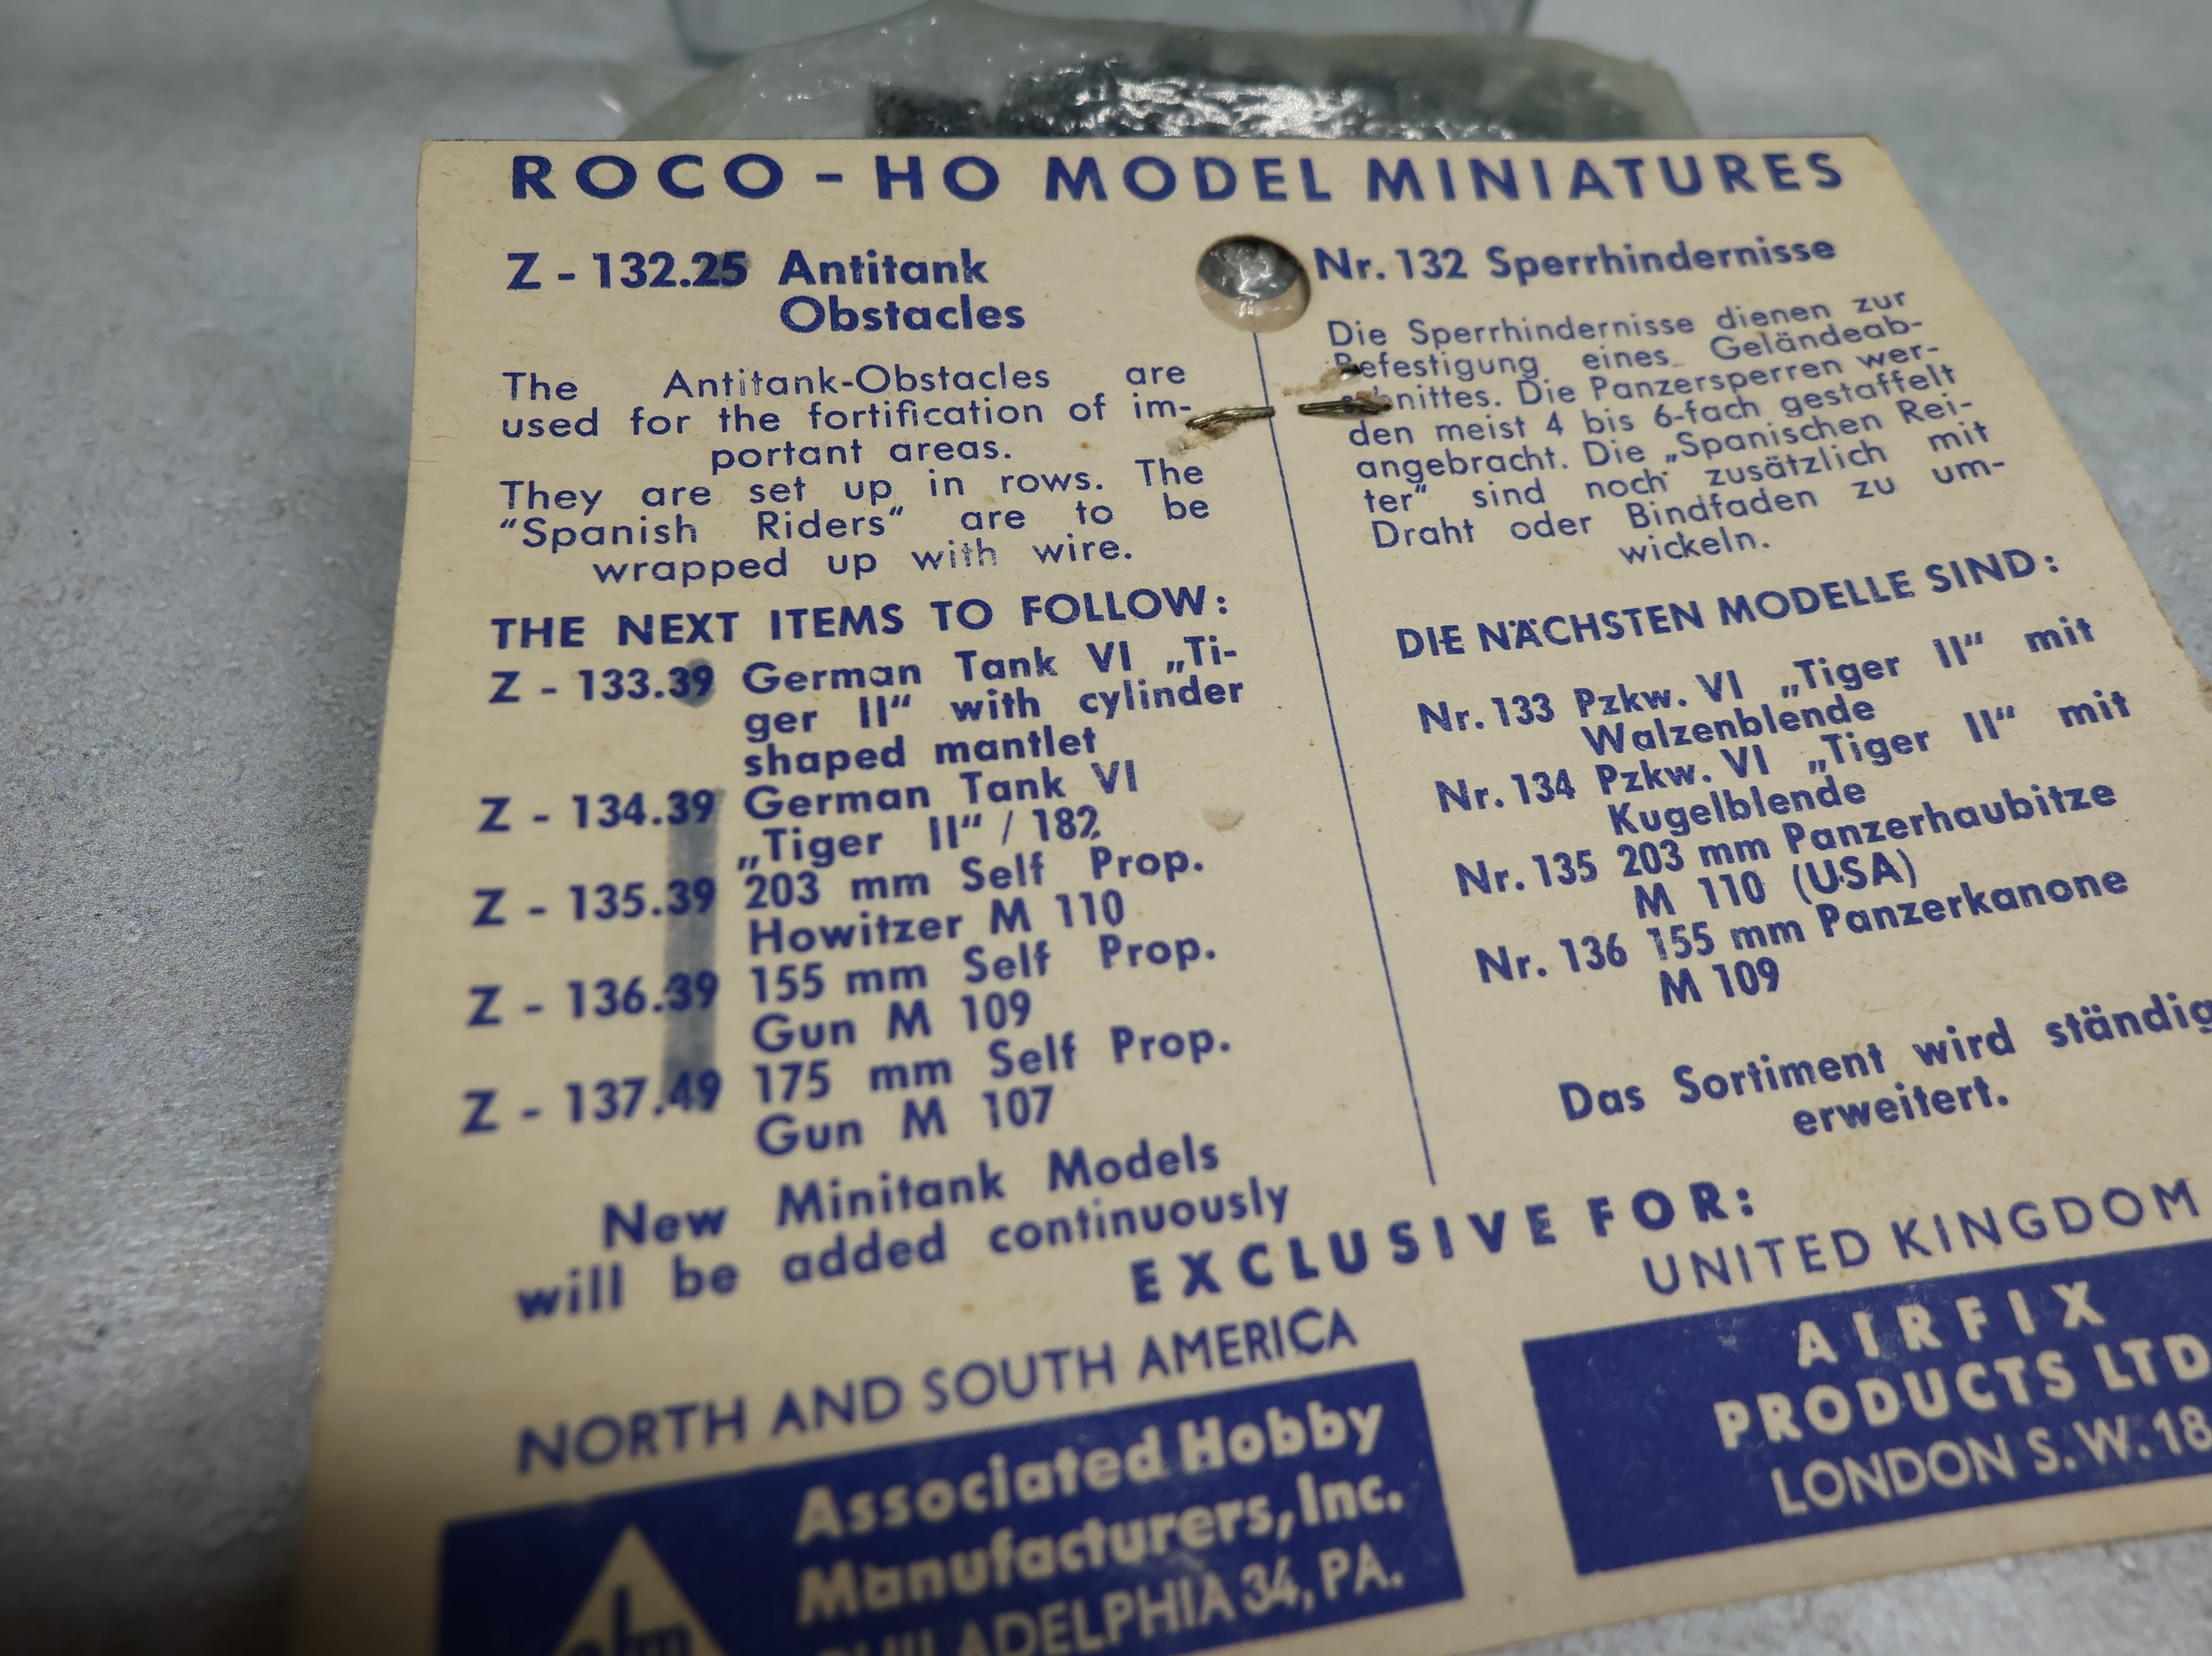 ROCO - HO MODEL MINIATURES
Z - 132.25 Antitank
Obstacles
The Antitank-Obstacles are
used for the fortification of im-
portant areas.
They are set up in rows. The
“Spanish Riders“ are to be
wrapped up with wire.
THE NEXT ITEMS TO FOLLOW:
Z - 133.39 German Tank VI „Ti-
ger II“ with cylinder
shaped mantlet
Z - 134.39 German Tank VI
„Tiger II“ / 182
Z - 135.39 203 mm Self Prop.
Howitzer M 110
Z - 136.39 155 mm Self Prop.
Gun M 109
Z - 137.49 175 mm Self Prop.
Gun M 107
New Minitank Models
will be added continuously
Nr. 132 Sperrhindernisse
Die Sperrhindernisse dienen zur
Befestigung eines Geländeab-
schnittes. Die Panzersperren wer-
den meist 4 bis 6-fach gestaffelt
angebracht. Die „Spanischen Rei-
ter“ sind noch zusätzlich mit
Draht oder Bindfaden zu um-
wickeln.
DIE NÄCHSTEN MODELLE SIND:
Nr. 133 Pzkw. VI „Tiger II“ mit
Walzenblende
Nr. 134 Pzkw. VI „Tiger II“ mit
Kugelblende
Nr. 135 203 mm Panzerhaubitze
M 110 (USA)
Nr. 136 155 mm Panzerkanone
M 109
Das Sortiment wird ständig
erweitert.
EXCLUSIVE FOR:
NORTH AND SOUTH AMERICA
Associated Hobby
Manufacturers, Inc.
PHILADELPHIA 34, PA.
UNITED KINGDOM
AIRFIX
PRODUCTS LTD
LONDON S. W. 18